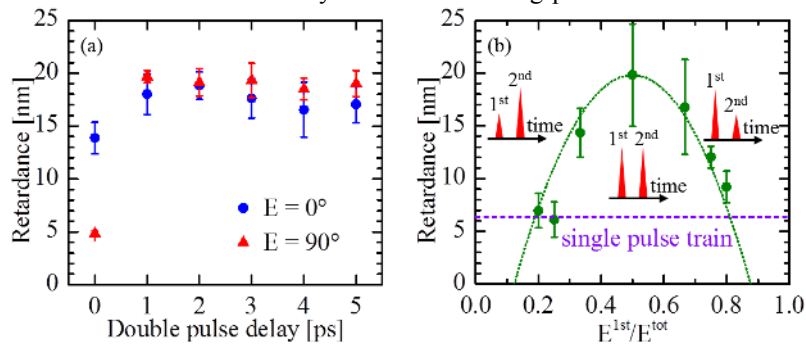 (a)
Retardance [nm]
25
20
15
10
5
0
E = 0°
E = 90°
0 1 2 3 4 5
Double pulse delay [ps]
(b)
Retardance [nm]
25
20
15
10
5
0
1st 2nd
time
1st 2nd
time
1st 2nd
time
single pulse train
0.0 0.2 0.4 0.6 0.8 1.0
E1st/Etot